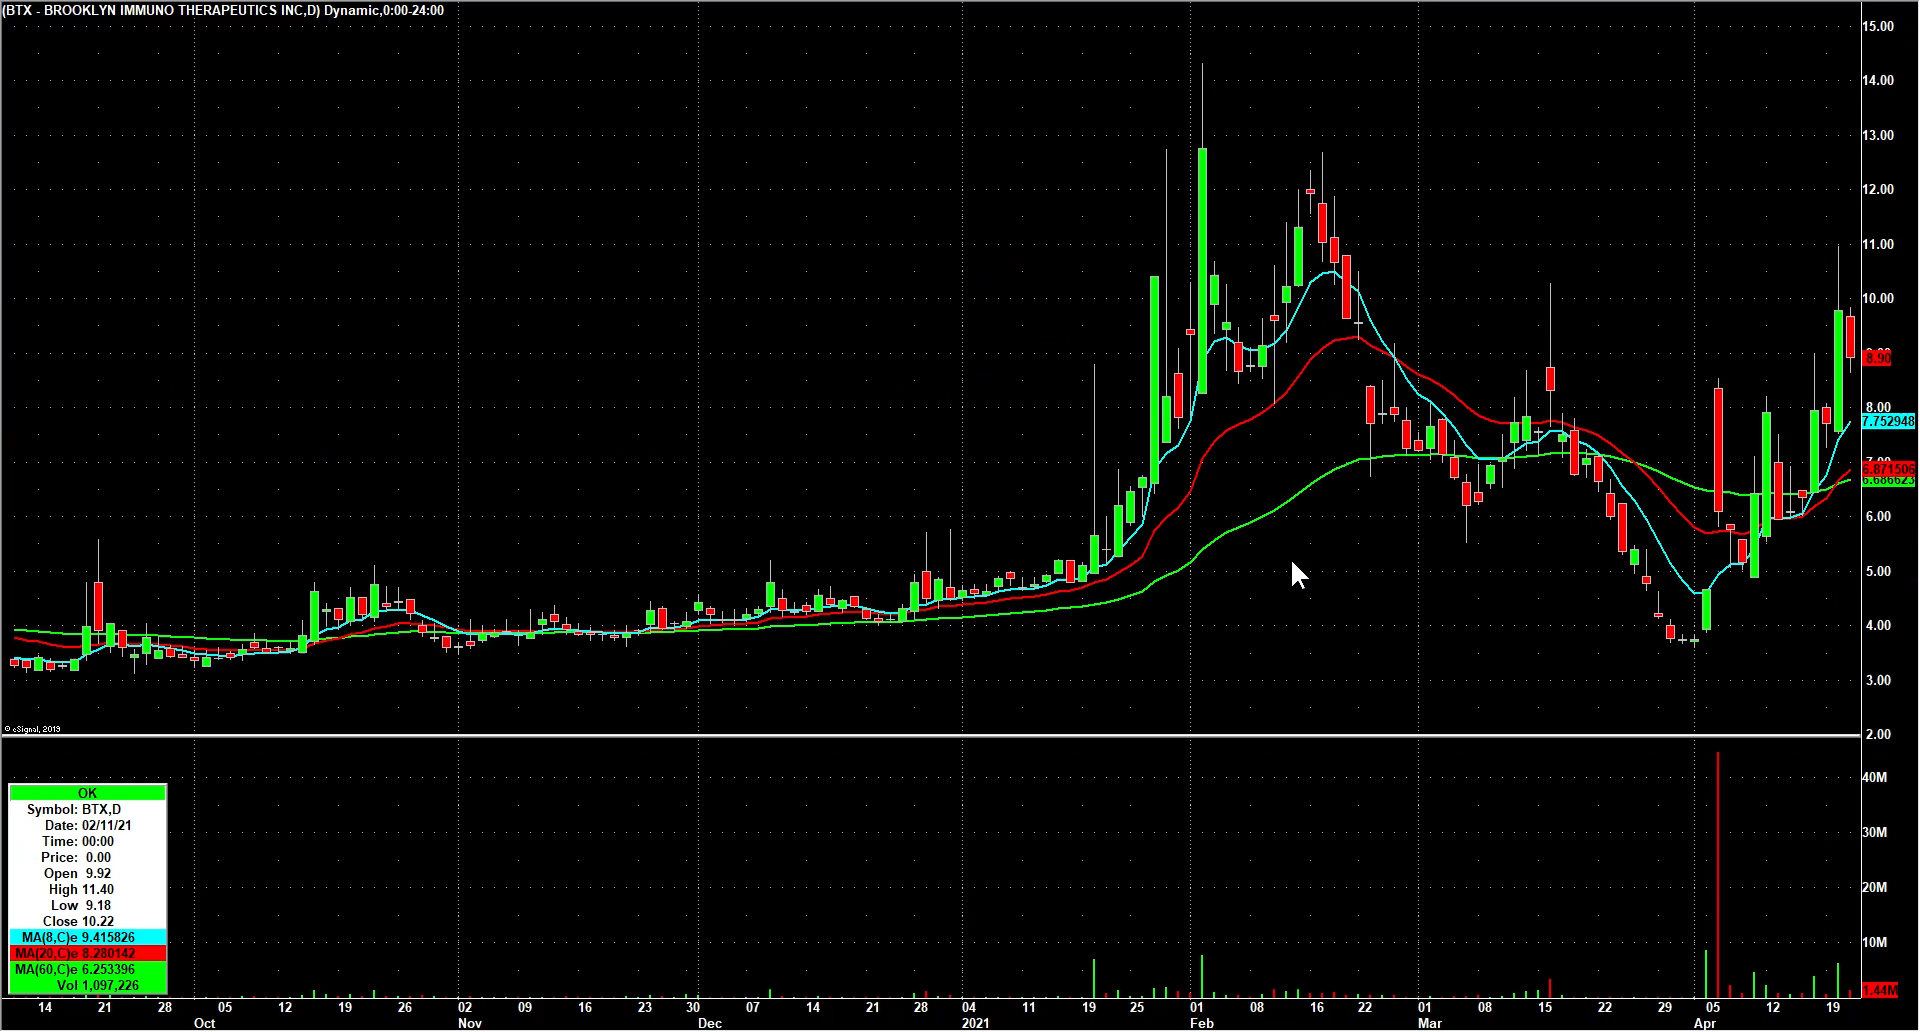 (BTX - BROOKLYN IMMUNO THERAPEUTICS INC,D) Dynamic,0:00-24:00
15.00
14.00
13.00
12.00
11.00
10.00
8.90
8.00
7.752948
6.871506
6.686623
6.00
5.00
4.00
3.00
2.00
© eSignal, 2019
40M
30M
20M
10M
1.44M
OK
Symbol: BTX,D
Date: 02/11/21
Time: 00:00
Price: 0.00
Open 9.92
High 11.40
Low 9.18
Close 10.22
MA(8,C)e 9.415826
MA(20,C)e 8.280142
MA(60,C)e 6.253396
Vol 1,097,226
14 21 28 05 12 19 26 02 09 16 23 30 07 14 21 28 04 11 19 25 01 08 16 22 01 08 15 22 29 05 12 19
Oct Nov Dec 2021 Feb Mar Apr